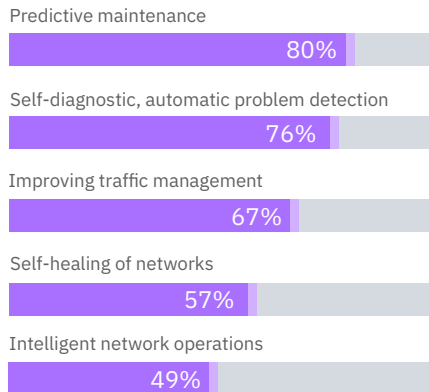 Predictive maintenance
80%
Self-diagnostic, automatic problem detection
76%
Improving traffic management
67%
Self-healing of networks
57%
Intelligent network operations
49%